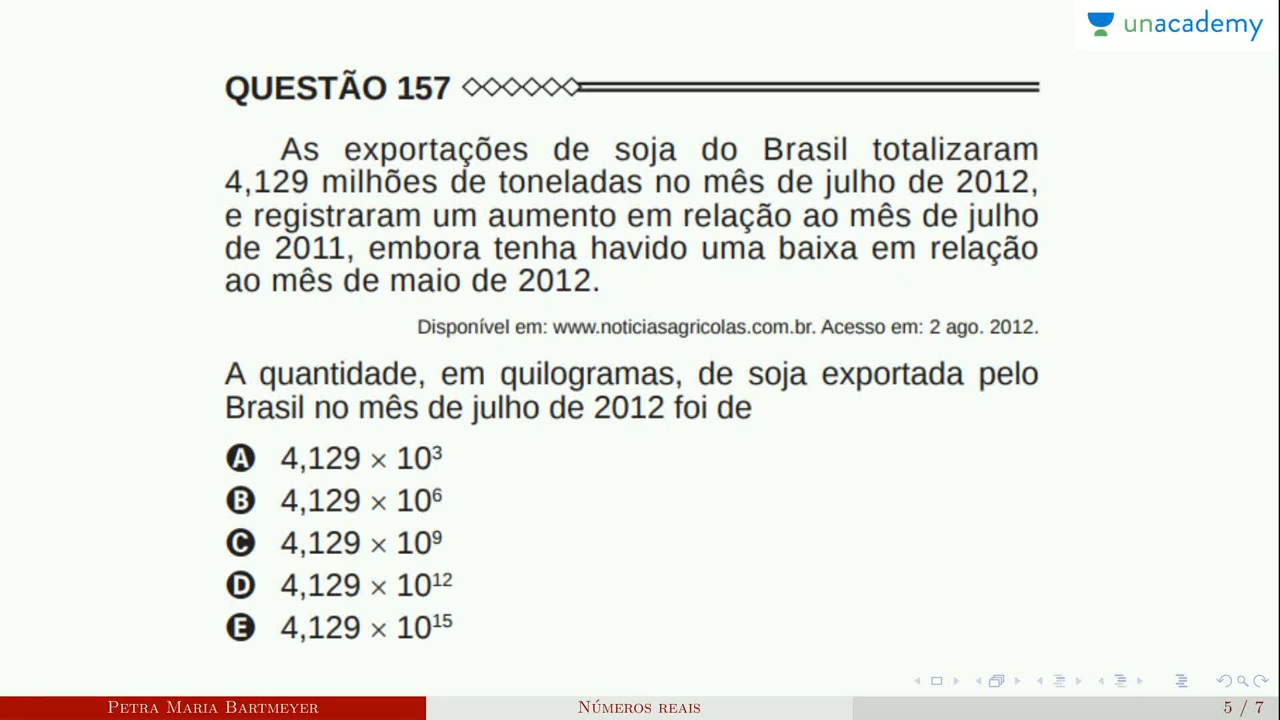 unacademy
QUESTÃO 157
As exportações de soja do Brasil totalizaram
4,129 milhões de toneladas no mês de julho de 2012,
e registraram um aumento em relação ao mês de julho
de 2011, embora tenha havido uma baixa em relação
ao mês de maio de 2012.
Disponível em: www.noticiasagricolas.com.br. Acesso em: 2 ago. 2012.
A quantidade, em quilogramas, de soja exportada pelo
Brasil no mês de julho de 2012 foi de
A 4,129 × 10³
B 4,129 × 10⁶
C 4,129 × 10⁹
D 4,129 × 10¹²
E 4,129 × 10¹⁵
Petra Maria Bartmeyer Números reais 5 / 7